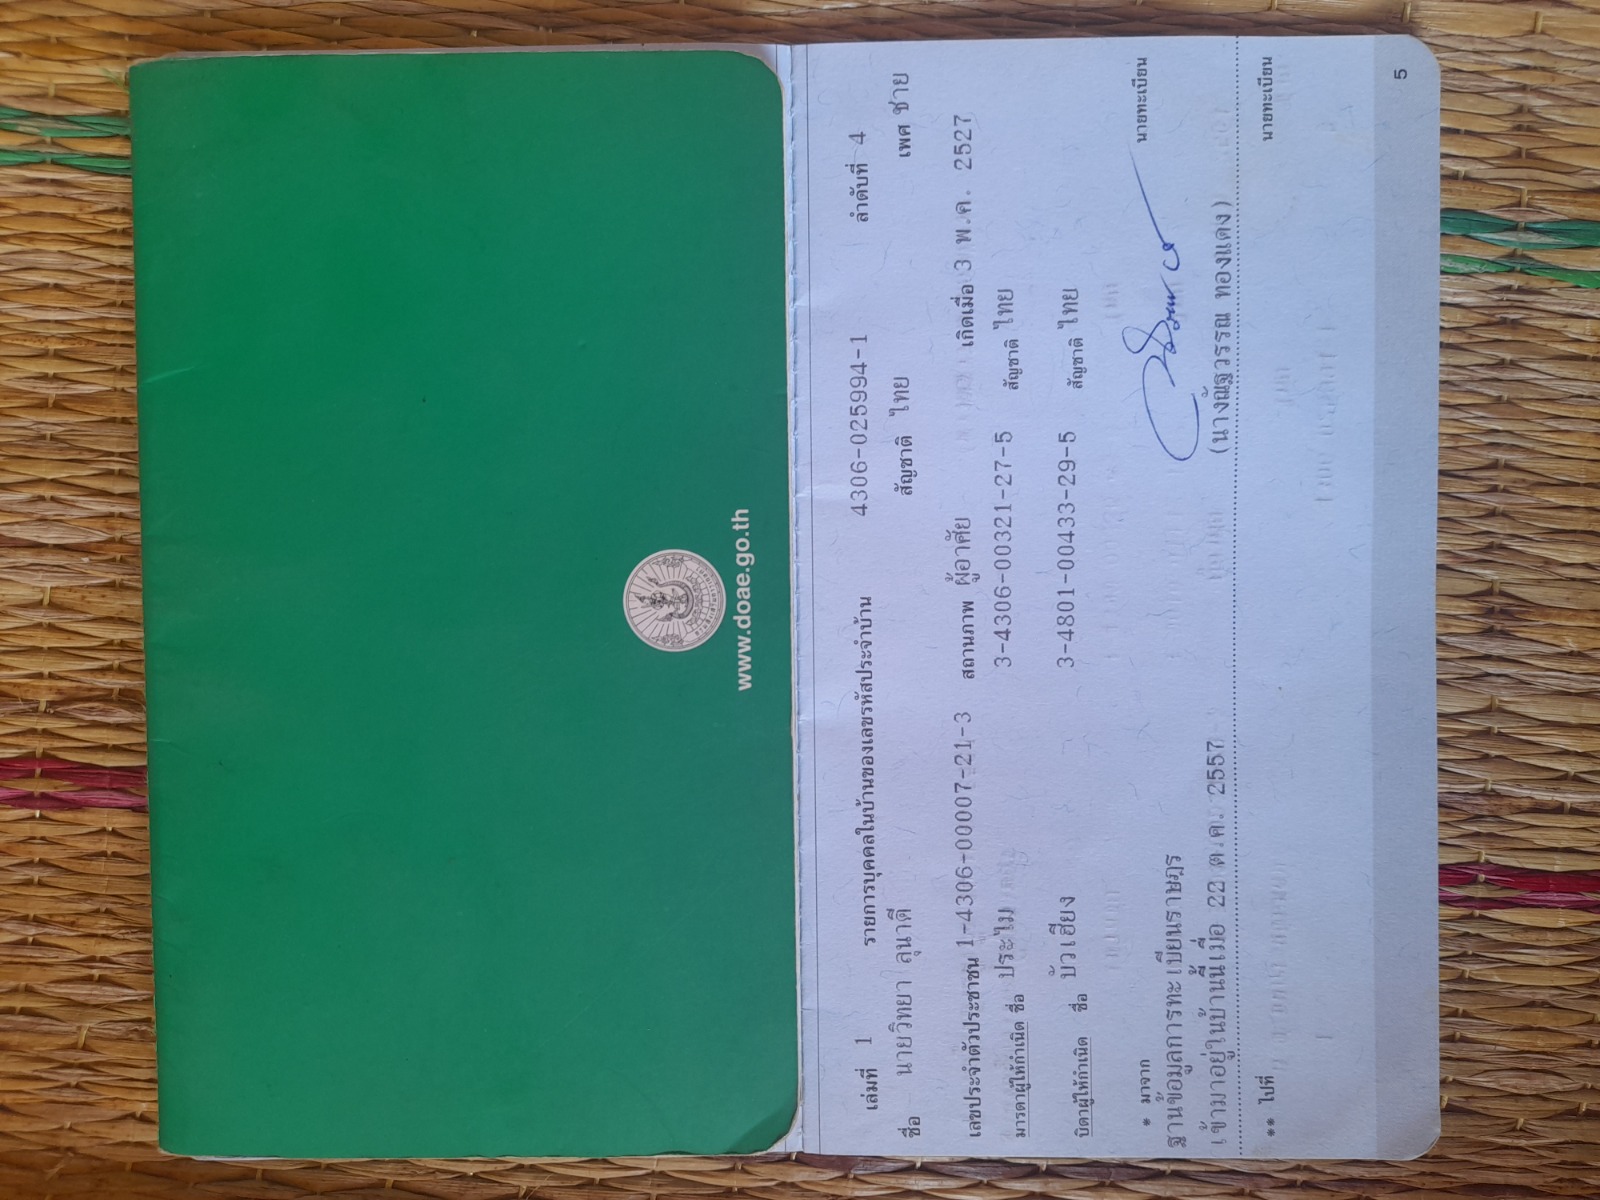 www.doae.go.th
เล่มที่ 1 รายการบุคคลในบ้านของเลขรหัสประจำบ้าน 4306-025994-1 ลำดับที่ 4
ชื่อ นายวิทยา ลุนาดี สัญชาติ ไทย เพศ ชาย
เลขประจำตัวประชาชน 1-4306-00007-21-3 สถานภาพ ผู้อาศัย เกิดเมื่อ 3 พ.ค. 2527
มารดาผู้ให้กำเนิด ชื่อ ประไม 3-4306-00321-27-5 สัญชาติ ไทย
บิดาผู้ให้กำเนิด ชื่อ บัวเฮียง 3-4801-00433-29-5 สัญชาติ ไทย
* มาจาก
ฐานข้อมูลการทะเบียนราษฎร นายทะเบียน
เข้ามาอยู่ในบ้านนี้เมื่อ 22 ต.ค. 2557 (นางณัฐวรรณ ทองแดง)
** ไปที่ นายทะเบียน
5